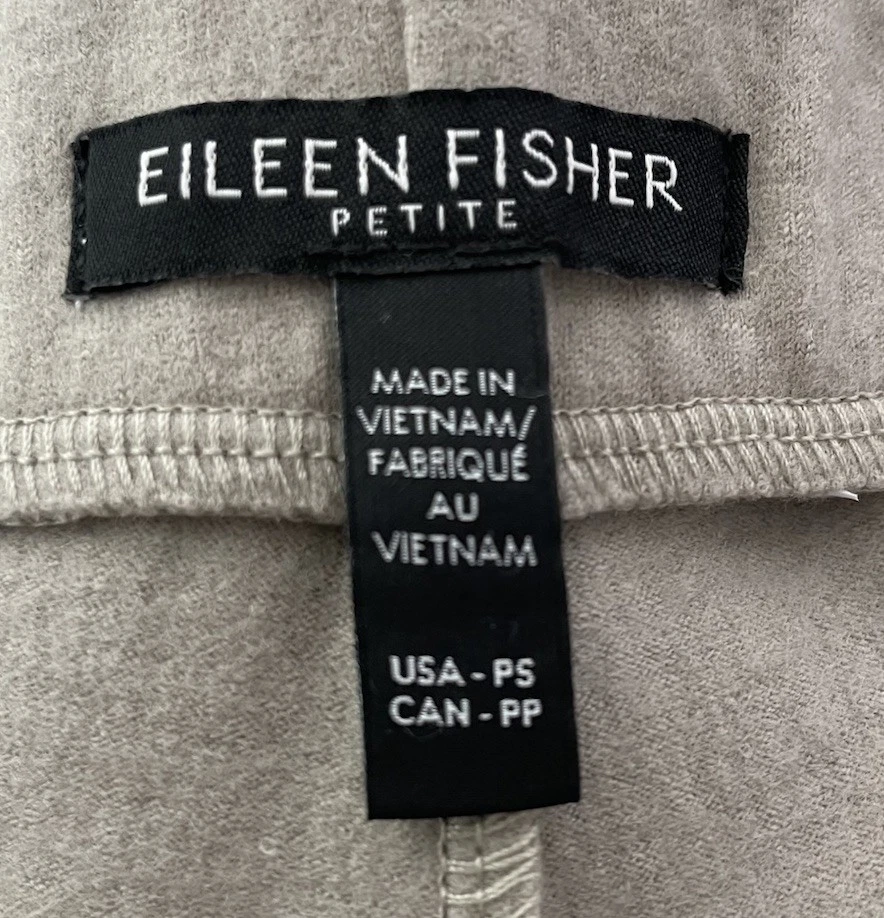 EILEEN FISHER
PETITE
MADE IN
VIETNAM/
FABRIQUÉ
AU
VIETNAM
USA - PS
CAN - PP